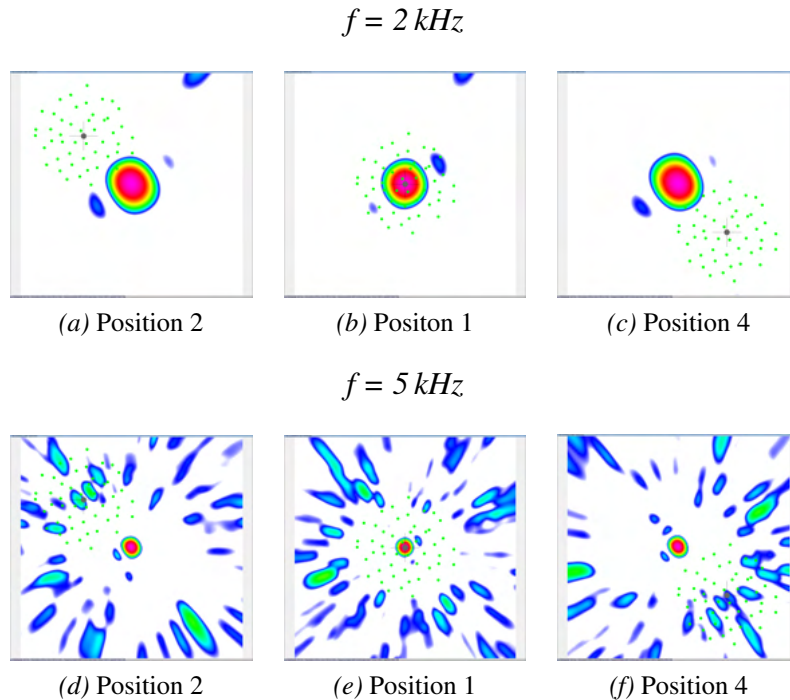 f = 2 kHz
(a) Position 2
(b) Positon 1
(c) Position 4
f = 5 kHz
(d) Position 2
(e) Position 1
(f) Position 4